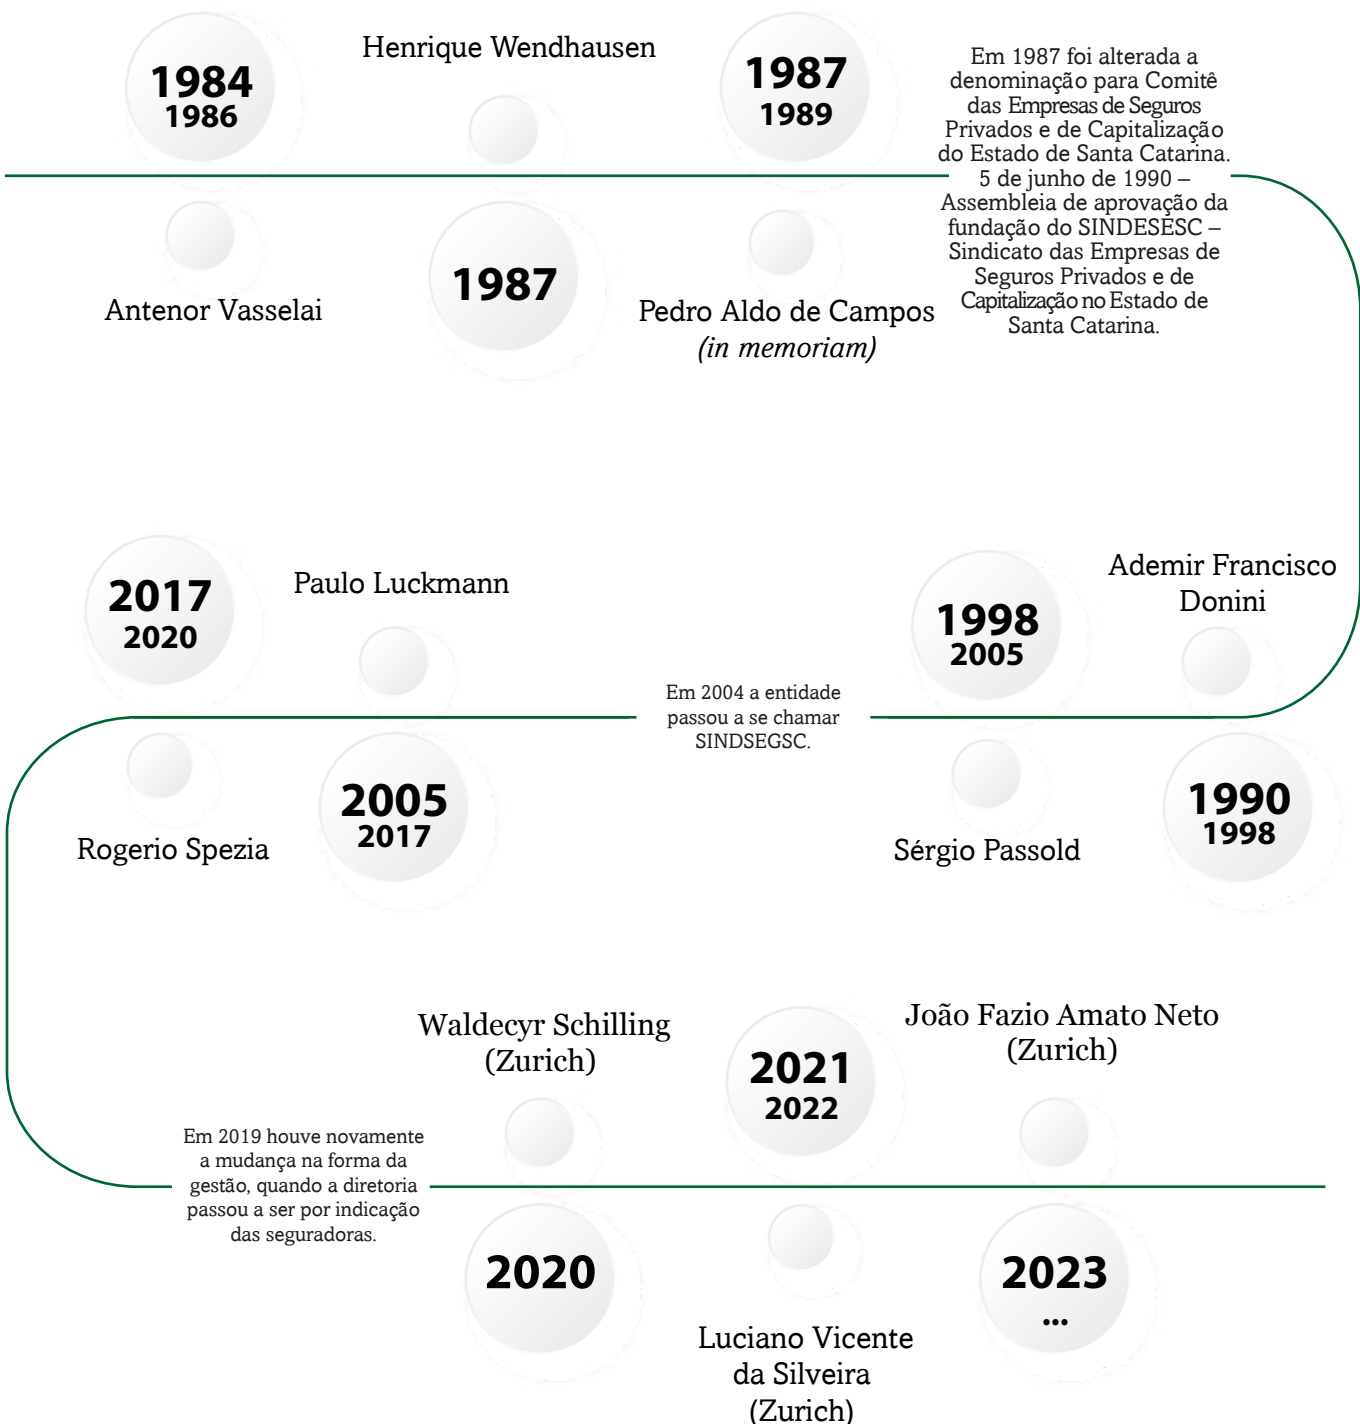 1984
1986
Antenor Vasselai
Henrique Wendhausen
1987
1987
1989
Pedro Aldo de Campos
(in memoriam)
Em 1987 foi alterada a
denominação para Comitê
das Empresas de Seguros
Privados e de Capitalização
do Estado de Santa Catarina.
5 de junho de 1990 –
Assembleia de aprovação da
fundação do SINDESESC –
Sindicato das Empresas de
Seguros Privados e de
Capitalização no Estado de
Santa Catarina.
Ademir Francisco
Donini
1990
1998
1998
2005
Sérgio Passold
Em 2004 a entidade
passou a se chamar
SINDSEGSC.
Paulo Luckmann
2005
2017
2017
2020
Rogerio Spezia
Em 2019 houve novamente
a mudança na forma da
gestão, quando a diretoria
passou a ser por indicação
das seguradoras.
Waldecyr Schilling
(Zurich)
2020
2021
2022
Luciano Vicente
da Silveira
(Zurich)
João Fazio Amato Neto
(Zurich)
2023
...